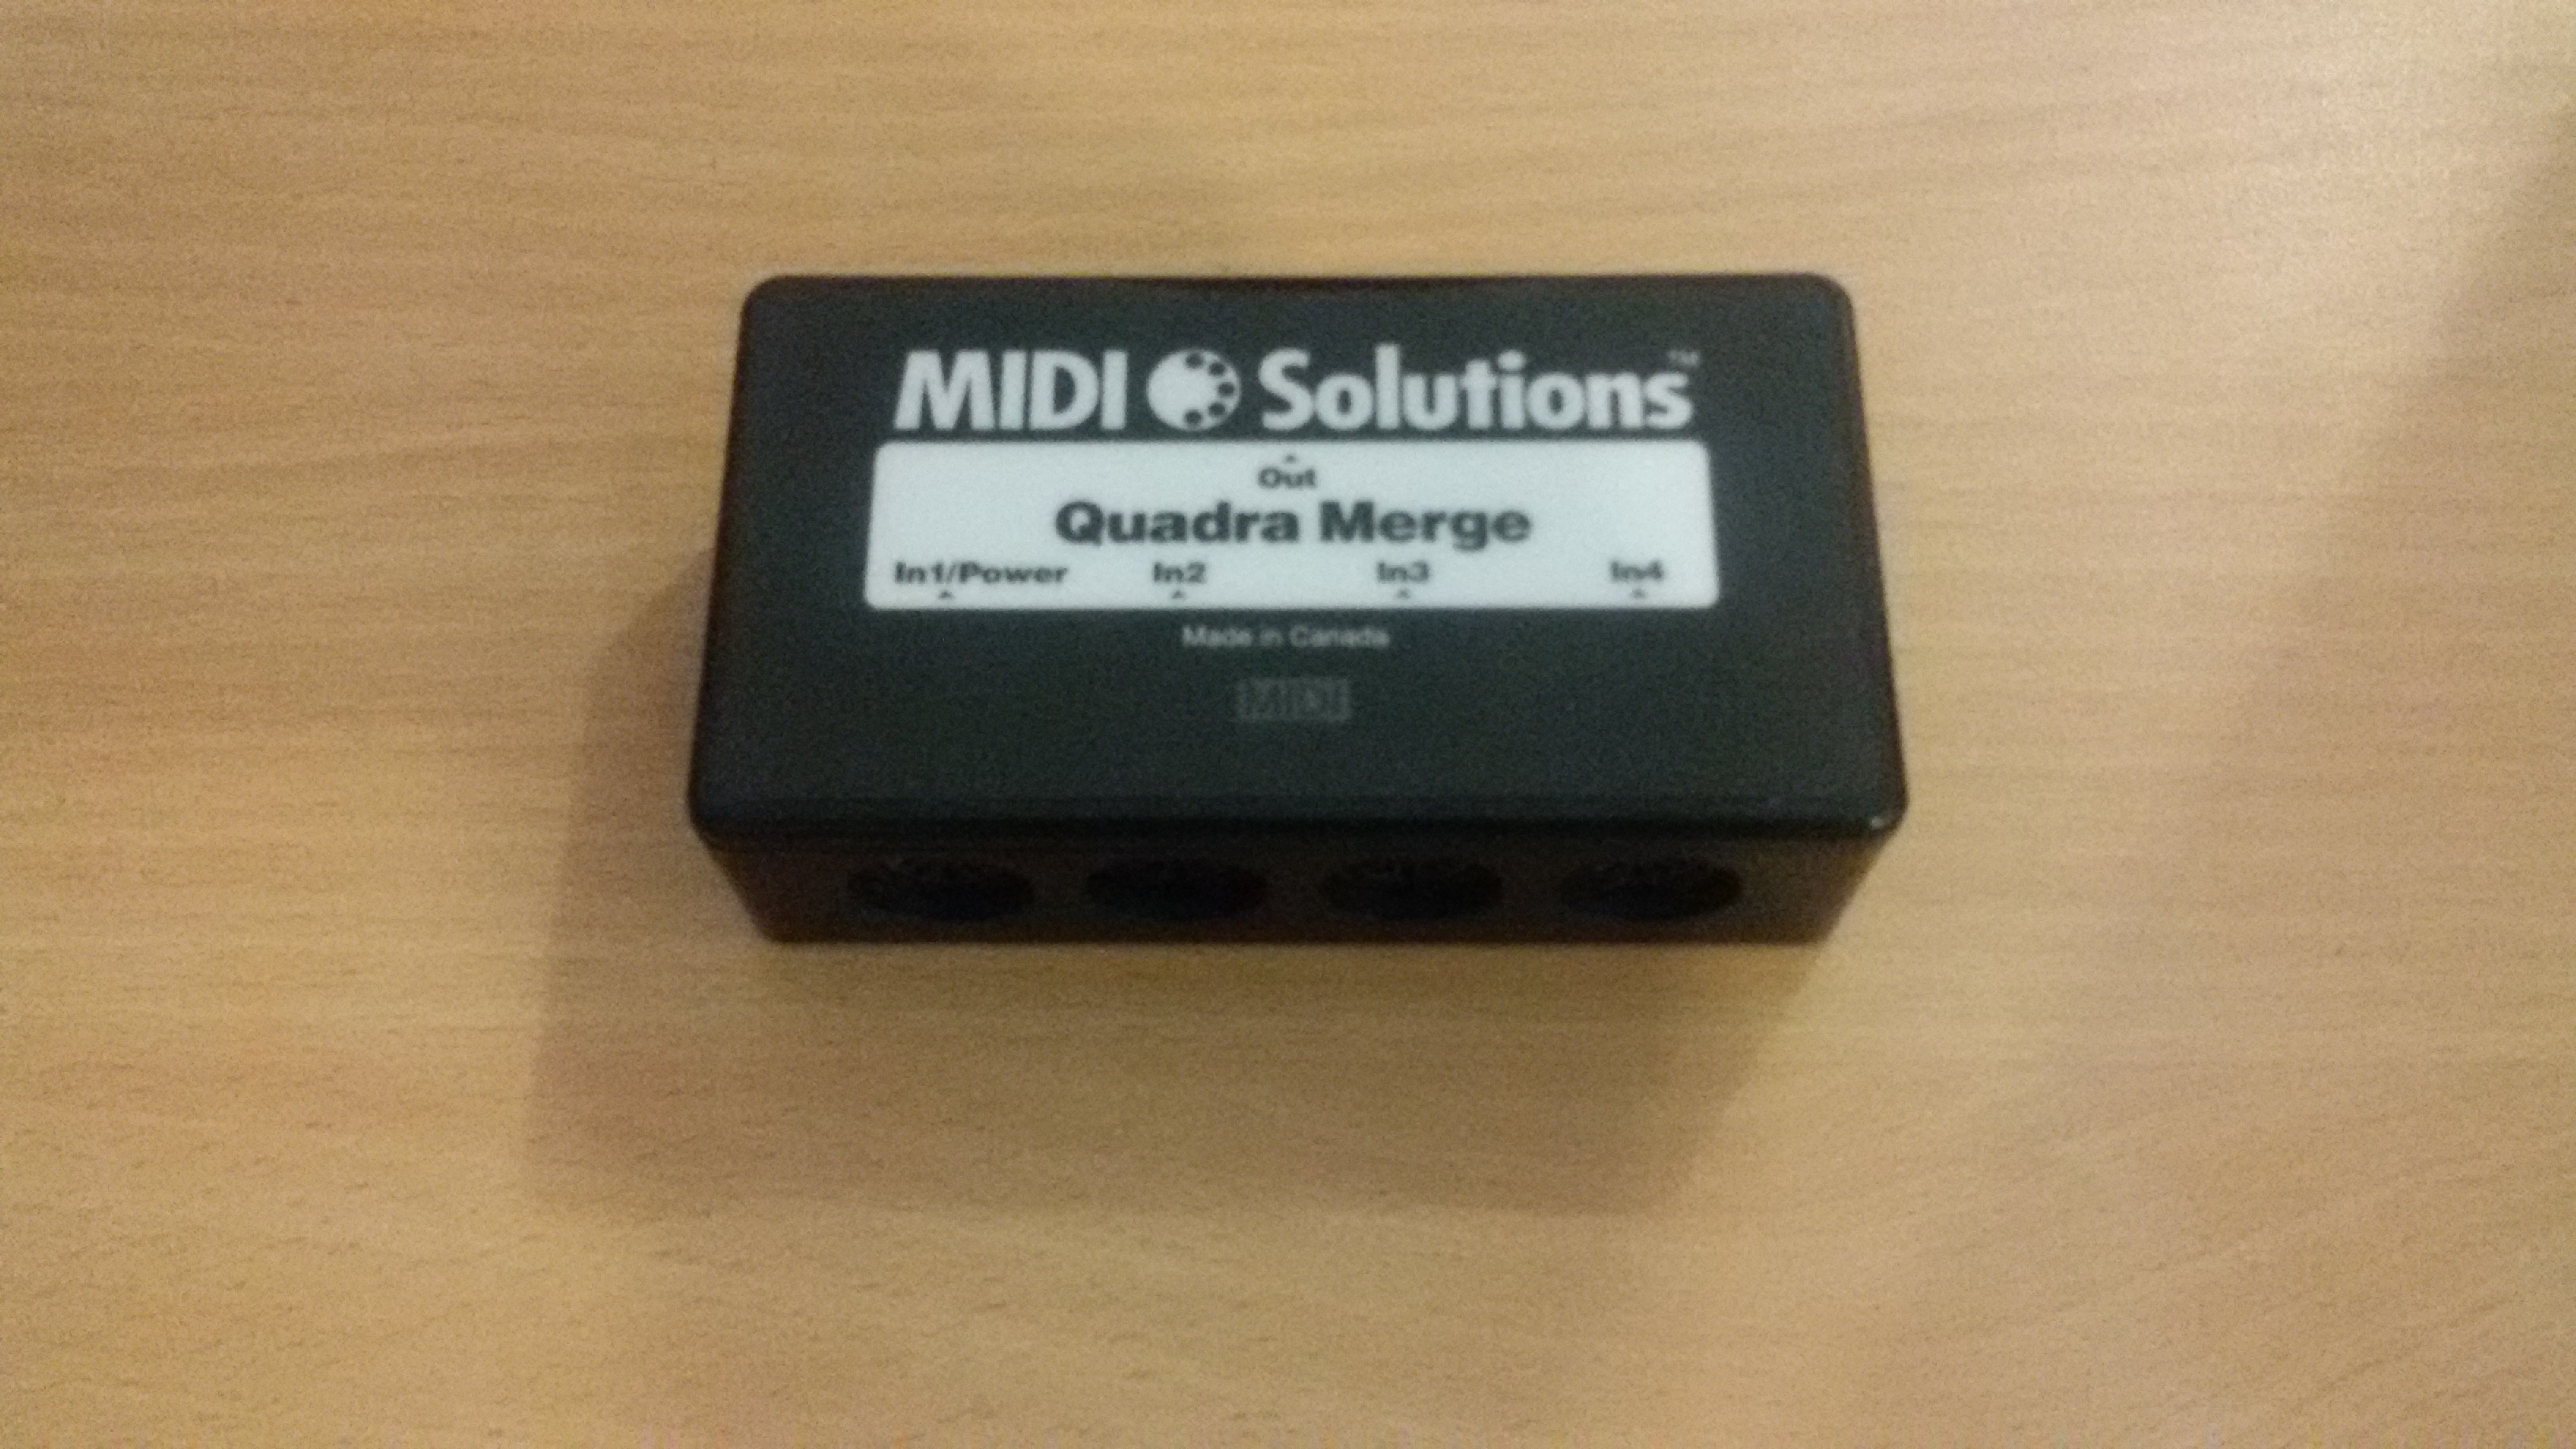 MIDI Solutions™
Out
Quadra Merge
In1/Power In2 In3 In4
Made in Canada
MIDI